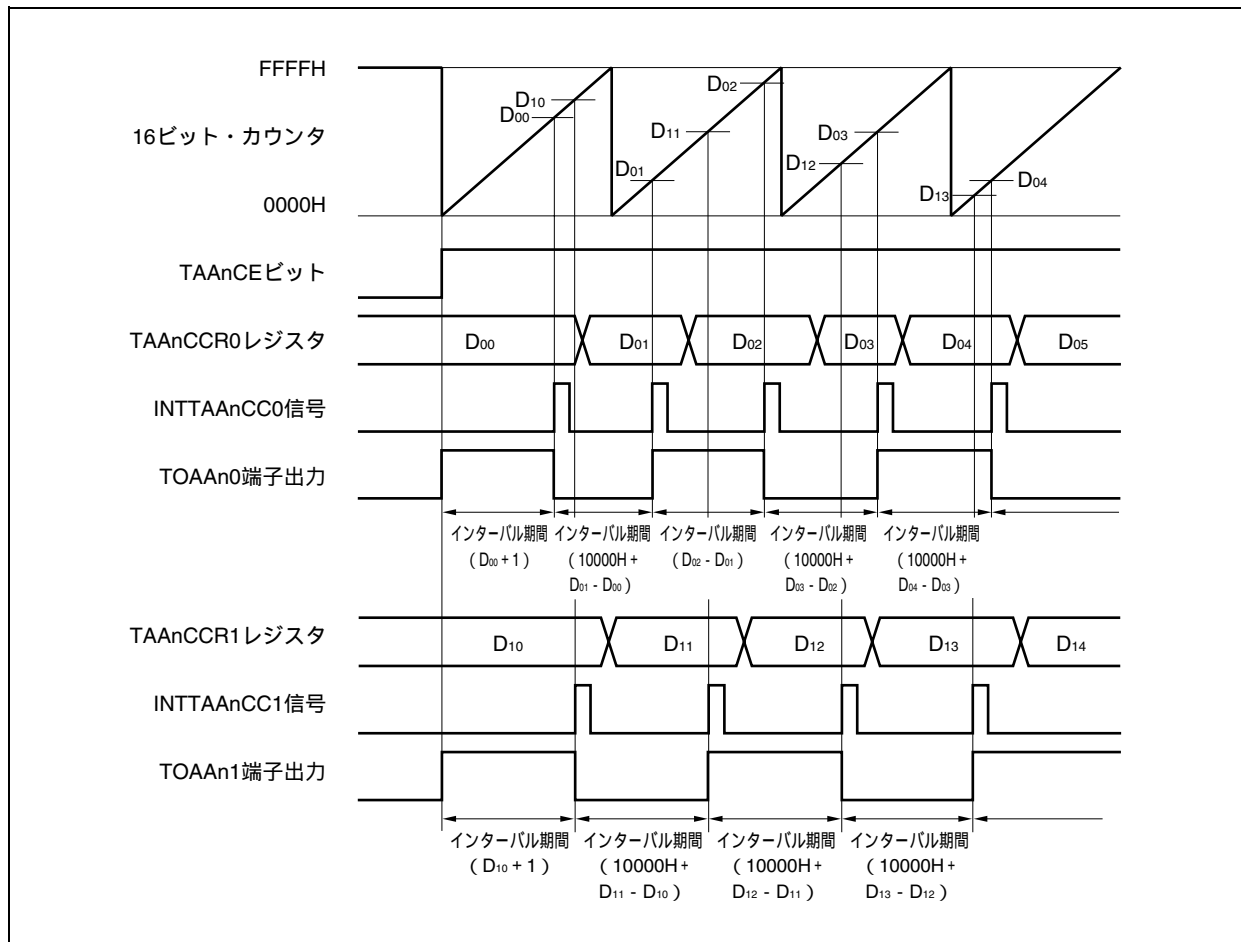 FFFFH
16ビット・カウンタ
0000H
D10
D00
D01
D11
D02
D12
D03
D13
D04
TAAnCEビット
TAAnCCR0レジスタ
D00
D01
D02
D03
D04
D05
INTTAAnCC0信号
TOAAn0端子出力
インターバル期間
（D00 + 1）
インターバル期間
（10000H +
D01 - D00）
インターバル期間
（D02 - D01）
インターバル期間
（10000H +
D03 - D02）
インターバル期間
（10000H +
D04 - D03）
TAAnCCR1レジスタ
D10
D11
D12
D13
D14
INTTAAnCC1信号
TOAAn1端子出力
インターバル期間
（D10 + 1）
インターバル期間
（10000H +
D11 - D10）
インターバル期間
（10000H +
D12 - D11）
インターバル期間
（10000H +
D13 - D12）